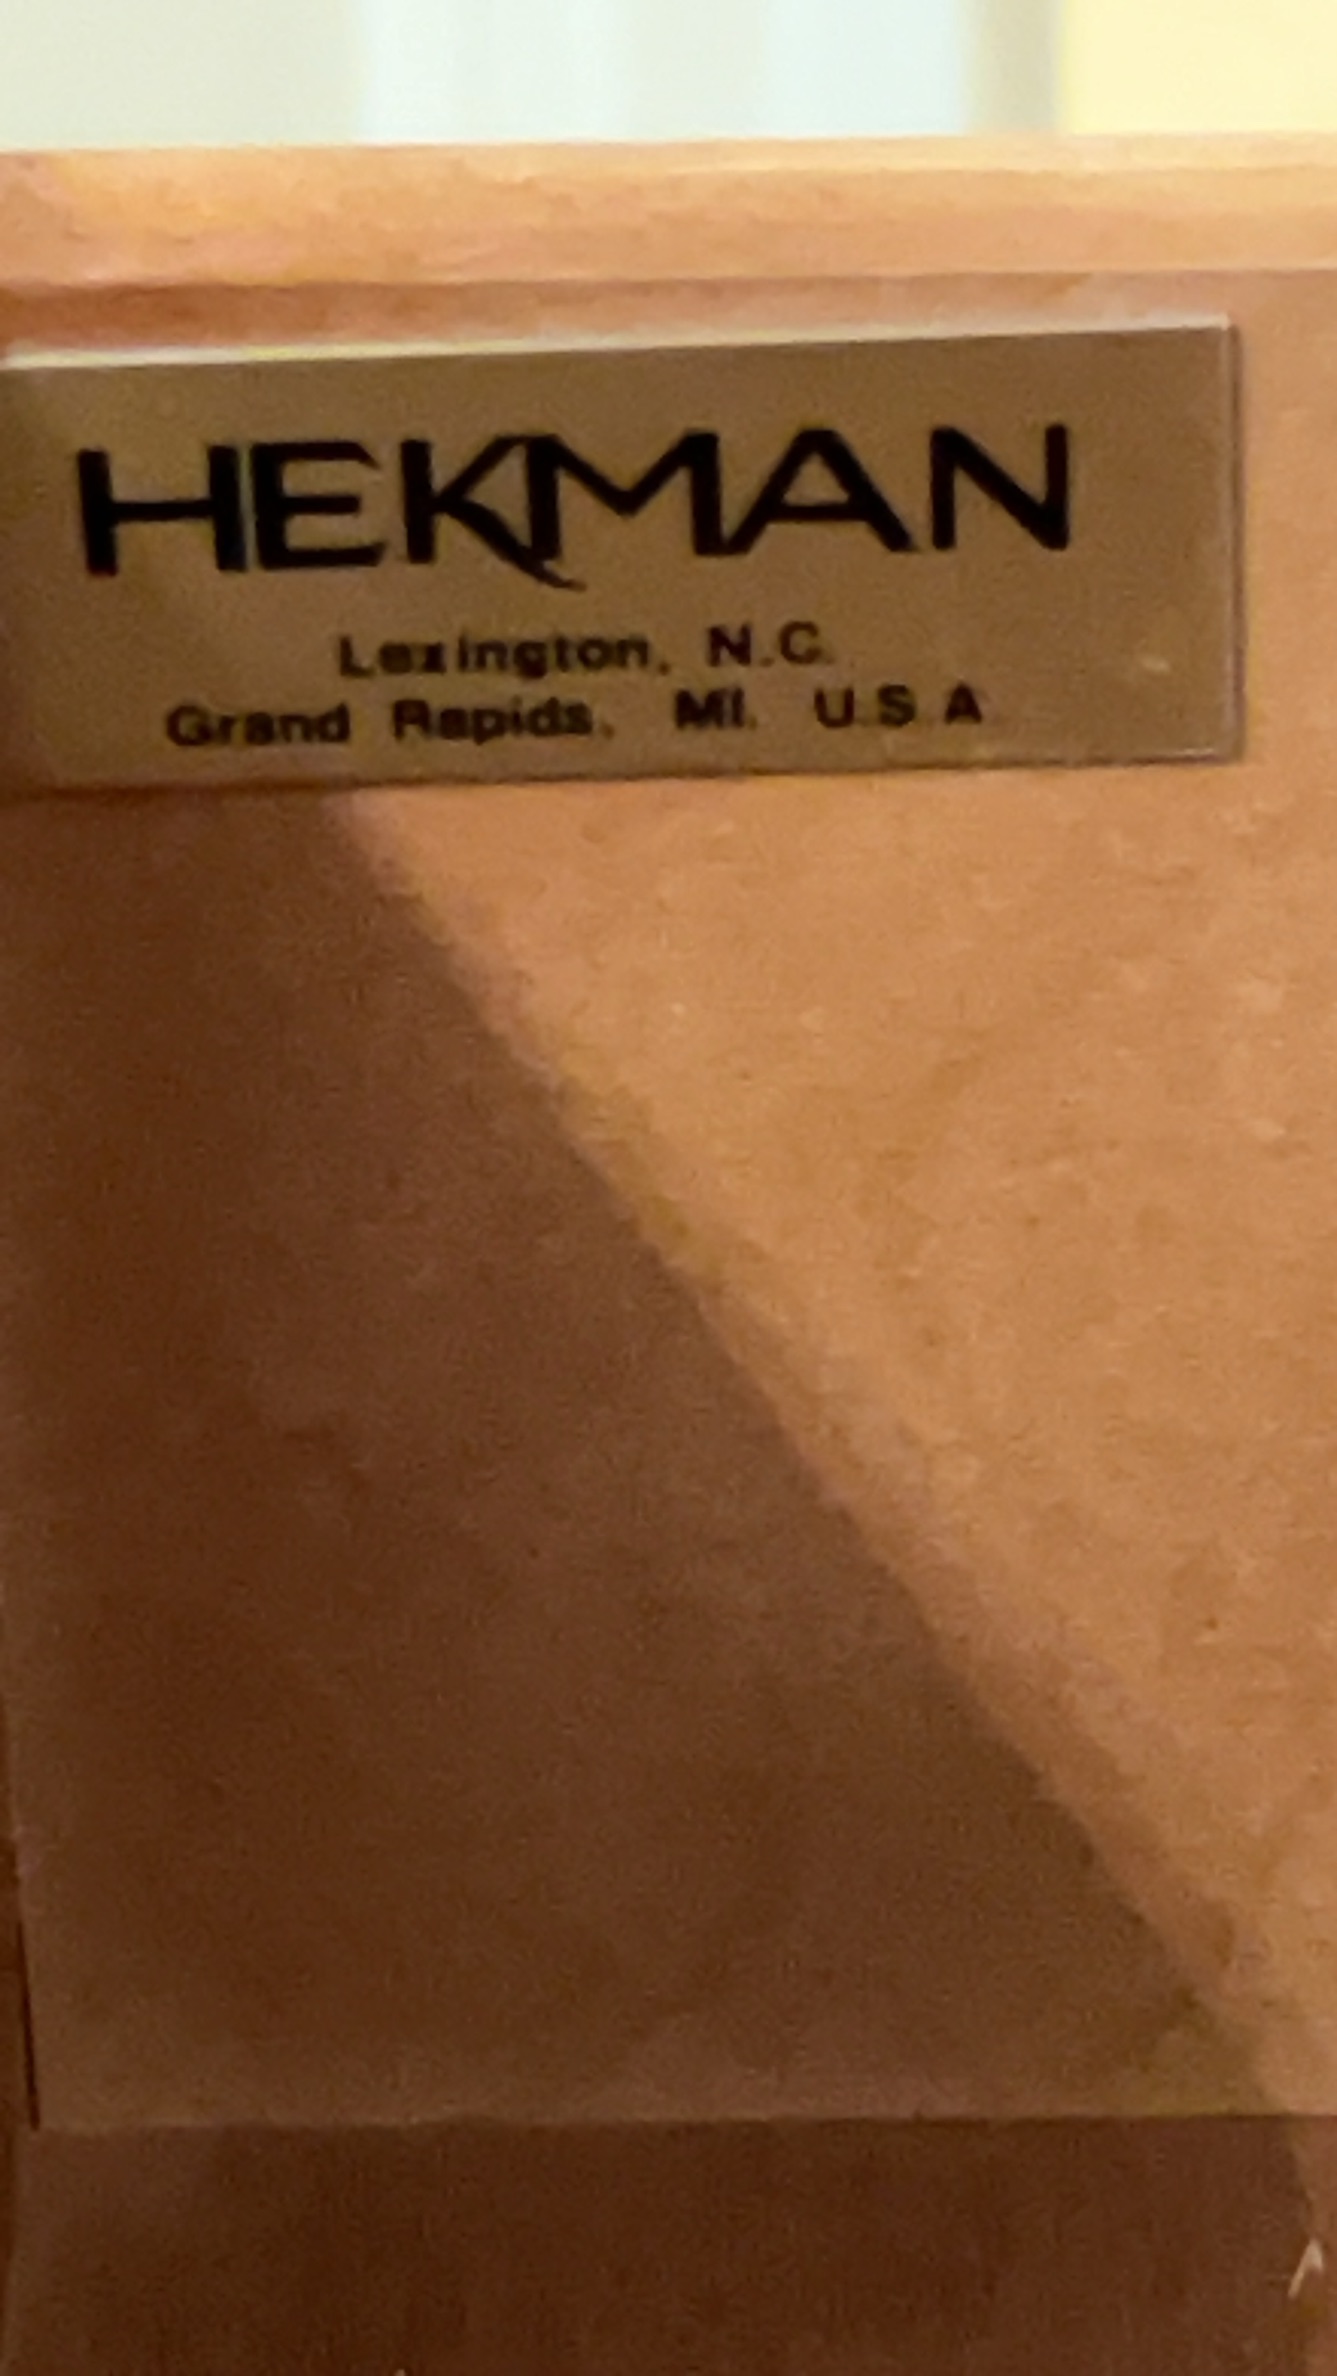 HEKMAN
Lexington, N.C.
Grand Rapids, MI. U.S.A